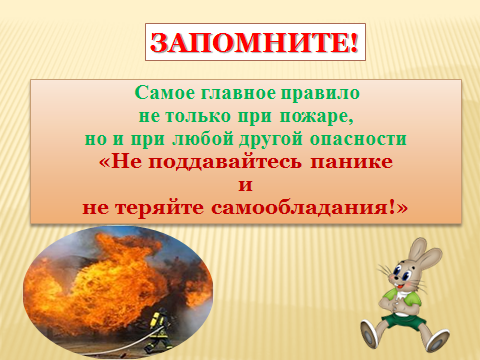 ЗАПОМНИТЕ!
Самое главное правило
не только при пожаре,
но и при любой другой опасности
«Не поддавайтесь панике
и
не теряйте самообладания!»